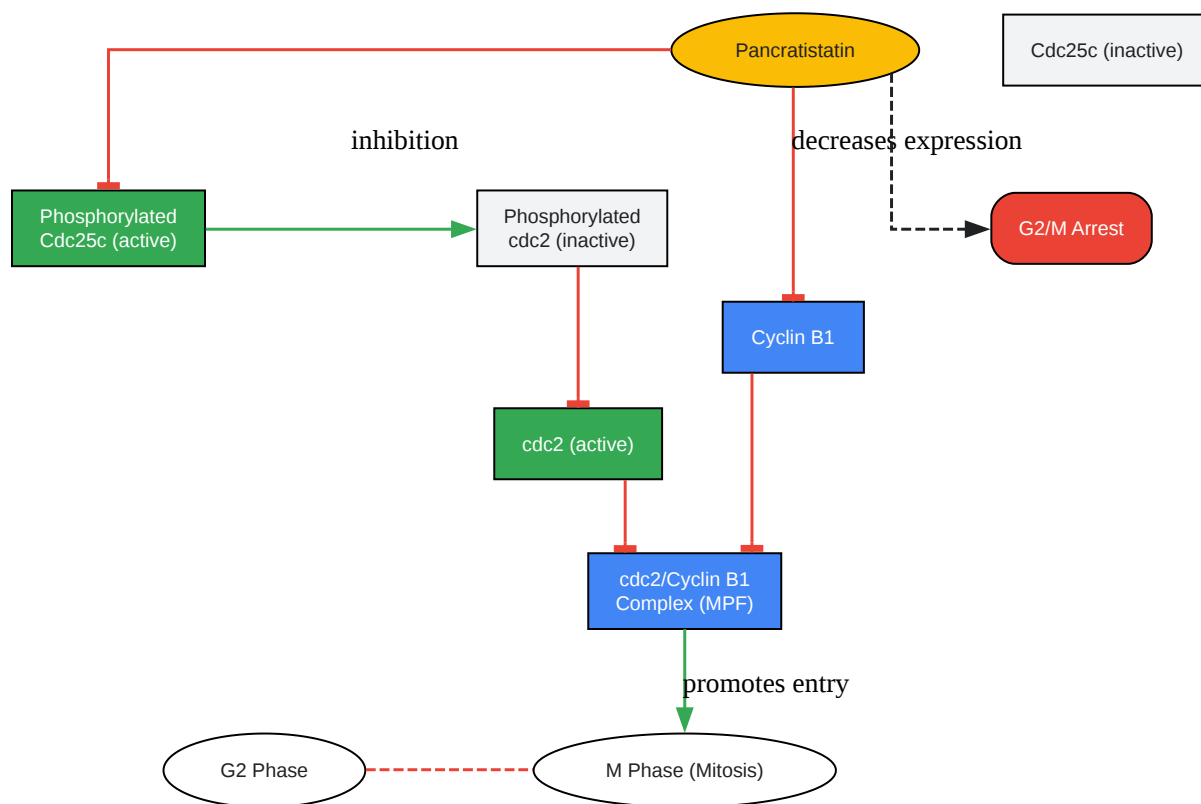 Pancratistatin
Cdc25c (inactive)
inhibition
decreases expression
Phosphorylated
Cdc25c (active)
Phosphorylated
cdc2 (inactive)
G2/M Arrest
Cyclin B1
cdc2 (active)
cdc2/Cyclin B1
Complex (MPF)
promotes entry
G2 Phase
M Phase (Mitosis)